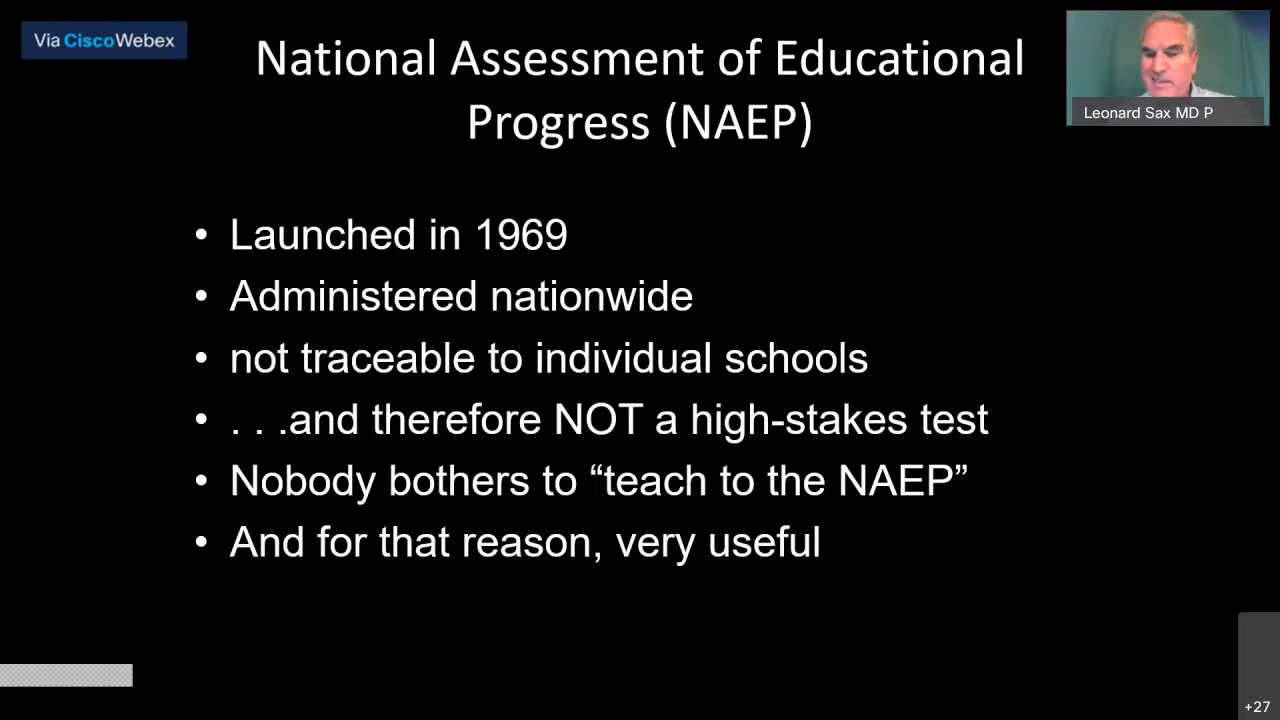 Via CiscoWebex
National Assessment of Educational
Progress (NAEP)
Leonard Sax MD P
• Launched in 1969
• Administered nationwide
• not traceable to individual schools
• . . .and therefore NOT a high-stakes test
• Nobody bothers to “teach to the NAEP”
• And for that reason, very useful
+27